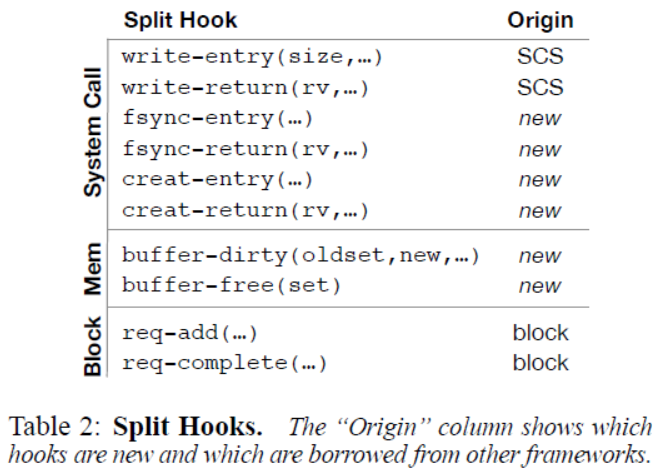 Split Hook Origin
System Call
write-entry(size,…) SCS
write-return(rv,…) SCS
fsync-entry(…) new
fsync-return(rv,…) new
creat-entry(…) new
creat-return(rv,…) new
Mem
buffer-dirty(oldset,new,…) new
buffer-free(set) new
Block
req-add(…) block
req-complete(…) block
Table 2: Split Hooks. The “Origin” column shows which
hooks are new and which are borrowed from other frameworks.